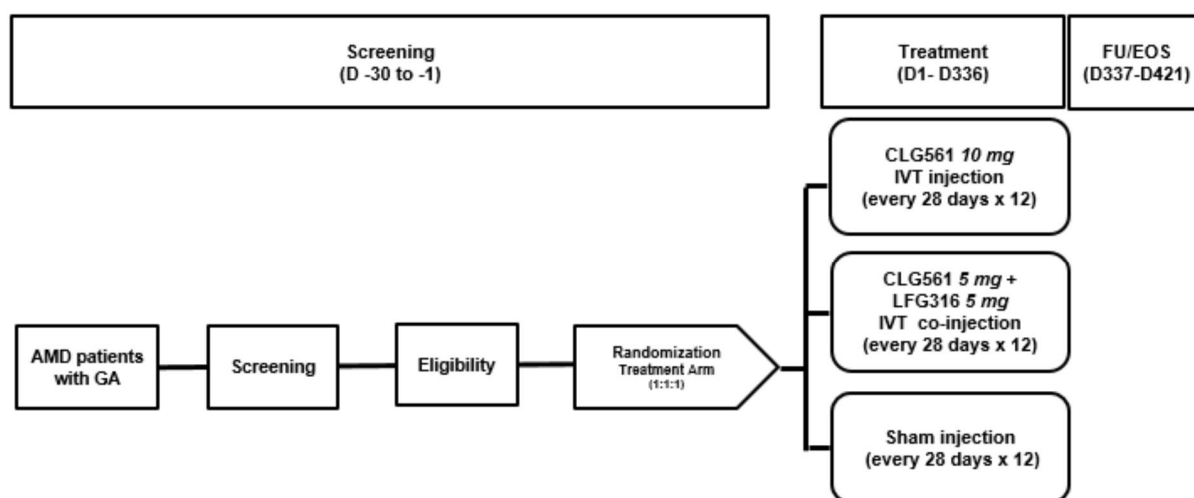 Screening
(D -30 to -1)
Treatment
(D1- D336)
FU/EOS
(D337-D421)
CLG561 10 mg
IVT injection
(every 28 days x 12)
CLG561 5 mg +
LFG316 5 mg
IVT co-injection
(every 28 days x 12)
AMD patients
with GA
Screening
Eligibility
Randomization
Treatment Arm
(1:1:1)
Sham injection
(every 28 days x 12)